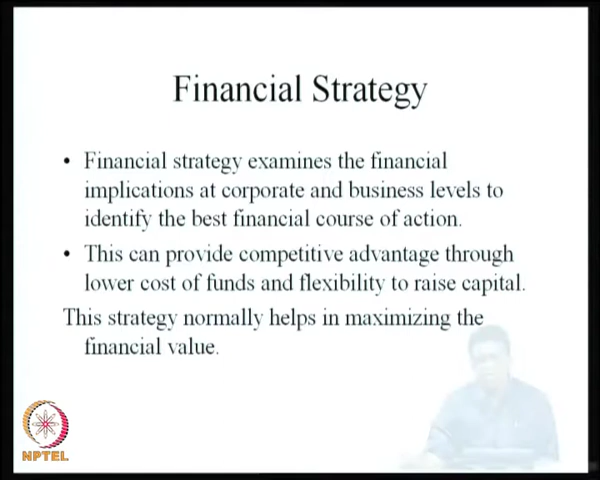 Financial Strategy
• Financial strategy examines the financial
implications at corporate and business levels to
identify the best financial course of action.
• This can provide competitive advantage through
lower cost of funds and flexibility to raise capital.
This strategy normally helps in maximizing the
financial value.
NPTEL